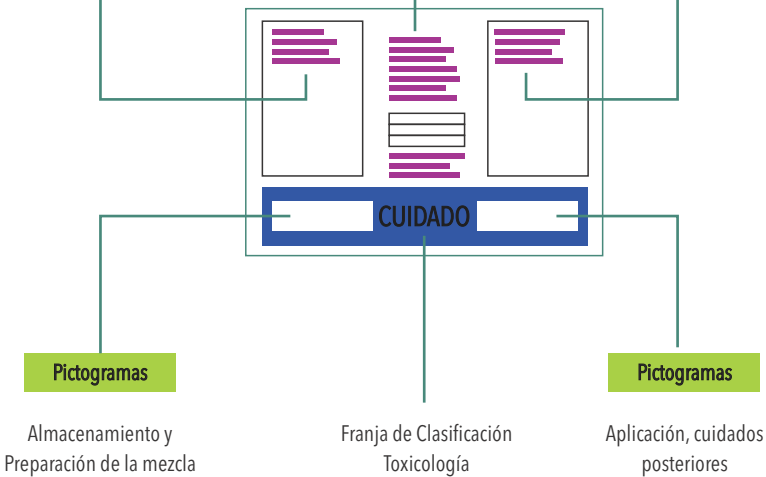 CUIDADO
Pictogramas
Almacenamiento y
Preparación de la mezcla
Franja de Clasificación
Toxicología
Pictogramas
Aplicación, cuidados
posteriores